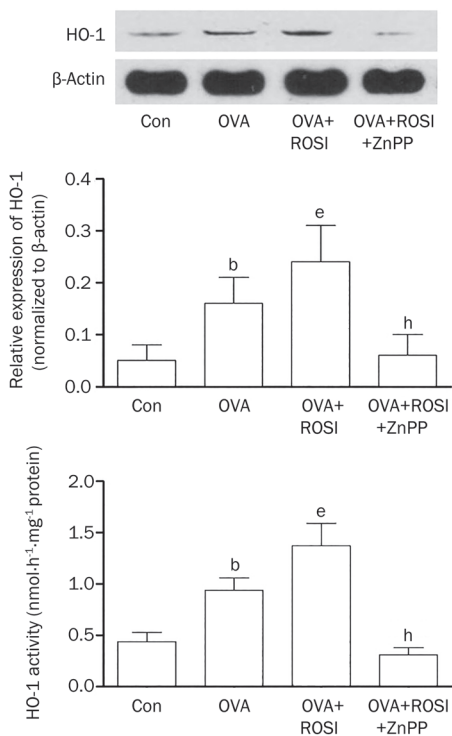 HO-1
β-Actin
Con OVA OVA+ OVA+ROSI
ROSI +ZnPP
Relative expression of HO-1
(normalized to β-actin)
0.4
0.3
0.2
0.1
0.0
b
e
h
Con OVA OVA+ OVA+ROSI
ROSI +ZnPP
HO-1 activity (nmol·h⁻¹·mg⁻¹ protein)
2.0
1.5
1.0
0.5
0.0
b
e
h
Con OVA OVA+ OVA+ROSI
ROSI +ZnPP